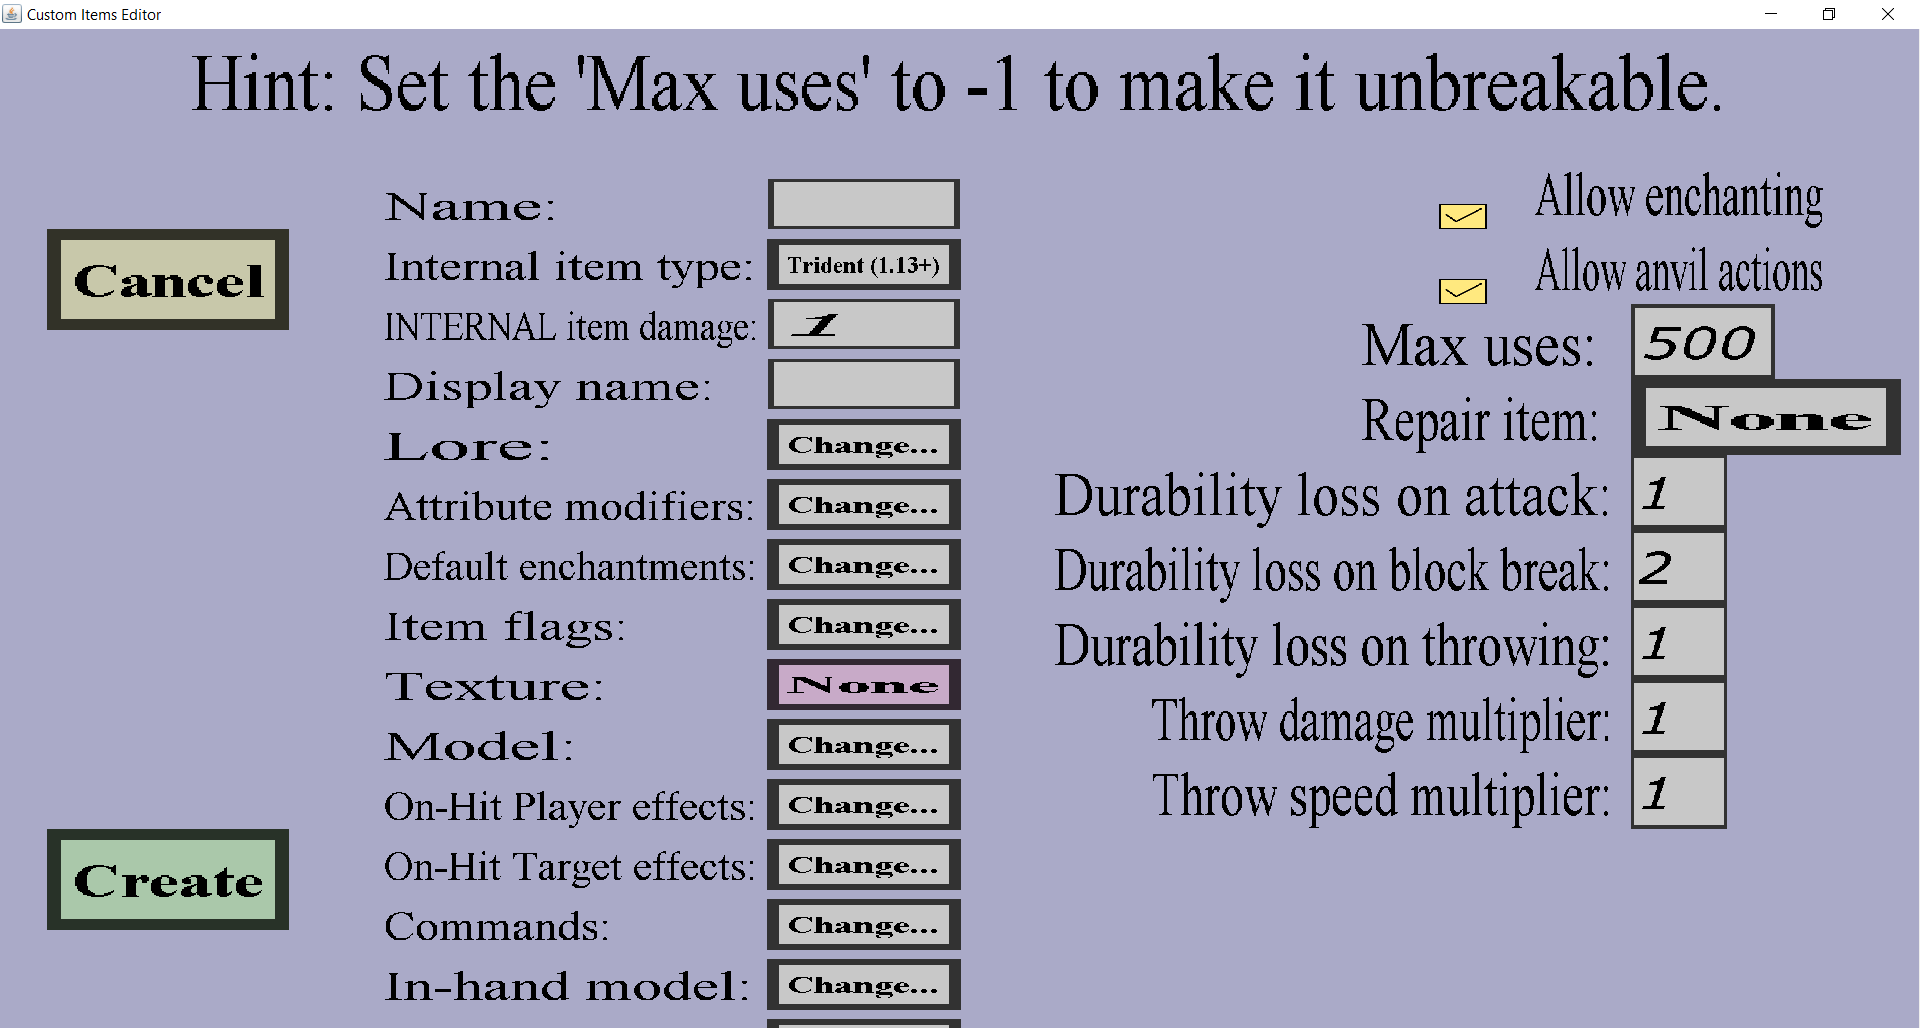 Custom Items Editor
Hint: Set the 'Max uses' to -1 to make it unbreakable.
Cancel
Create
Name:
Internal item type: Trident (1.13+)
INTERNAL item damage: 1
Display name:
Lore: Change...
Attribute modifiers: Change...
Default enchantments: Change...
Item flags: Change...
Texture: None
Model: Change...
On-Hit Player effects: Change...
On-Hit Target effects: Change...
Commands: Change...
In-hand model: Change...
Allow enchanting
Allow anvil actions
Max uses: 500
Repair item: None
Durability loss on attack: 1
Durability loss on block break: 2
Durability loss on throwing: 1
Throw damage multiplier: 1
Throw speed multiplier: 1